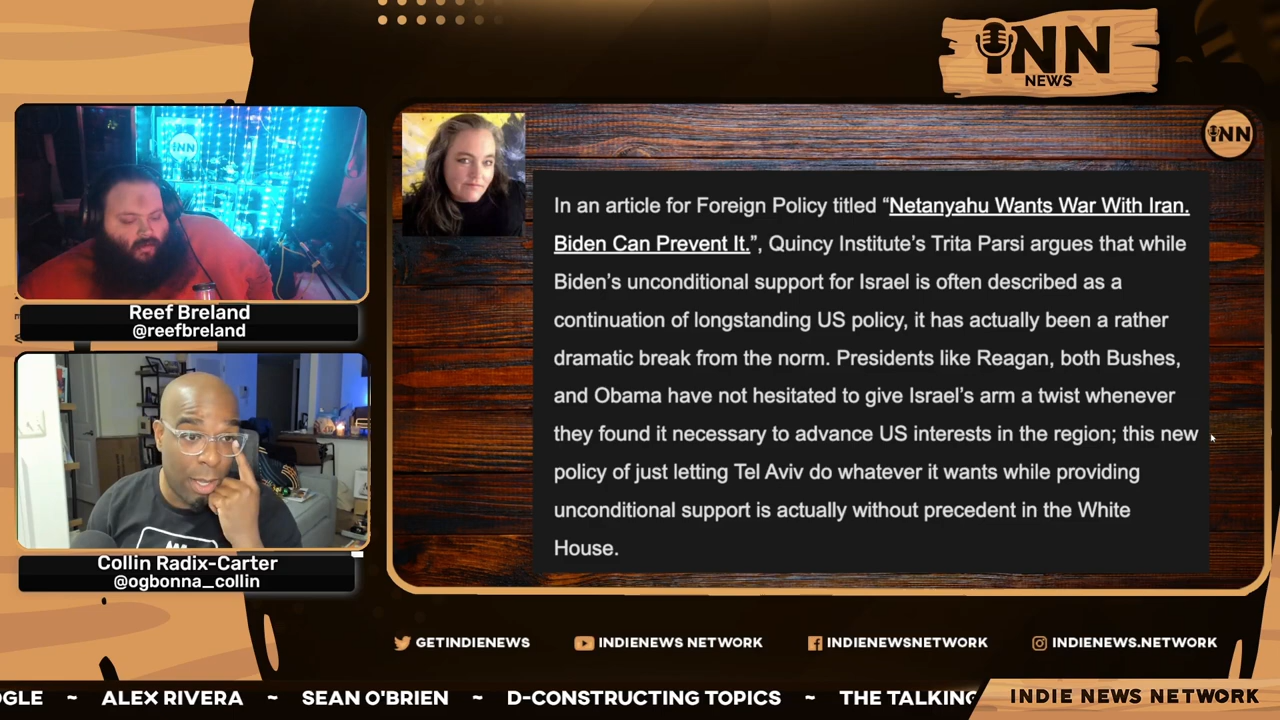 INN
NEWS
INN
In an article for Foreign Policy titled “Netanyahu Wants War With Iran.
Biden Can Prevent It.”, Quincy Institute’s Trita Parsi argues that while
Biden’s unconditional support for Israel is often described as a
continuation of longstanding US policy, it has actually been a rather
dramatic break from the norm. Presidents like Reagan, both Bushes,
and Obama have not hesitated to give Israel’s arm a twist whenever
they found it necessary to advance US interests in the region; this new
policy of just letting Tel Aviv do whatever it wants while providing
unconditional support is actually without precedent in the White
House.
INN
Reef Breland
@reefbreland
Collin Radix-Carter
@ogbonna_collin
GETINDIENEWS
INDIENEWS NETWORK
INDIENEWSNETWORK
INDIENEWS.NETWORK
OGLE ~ ALEX RIVERA ~ SEAN O'BRIEN ~ D-CONSTRUCTING TOPICS ~ THE TALKING
INDIE NEWS NETWORK